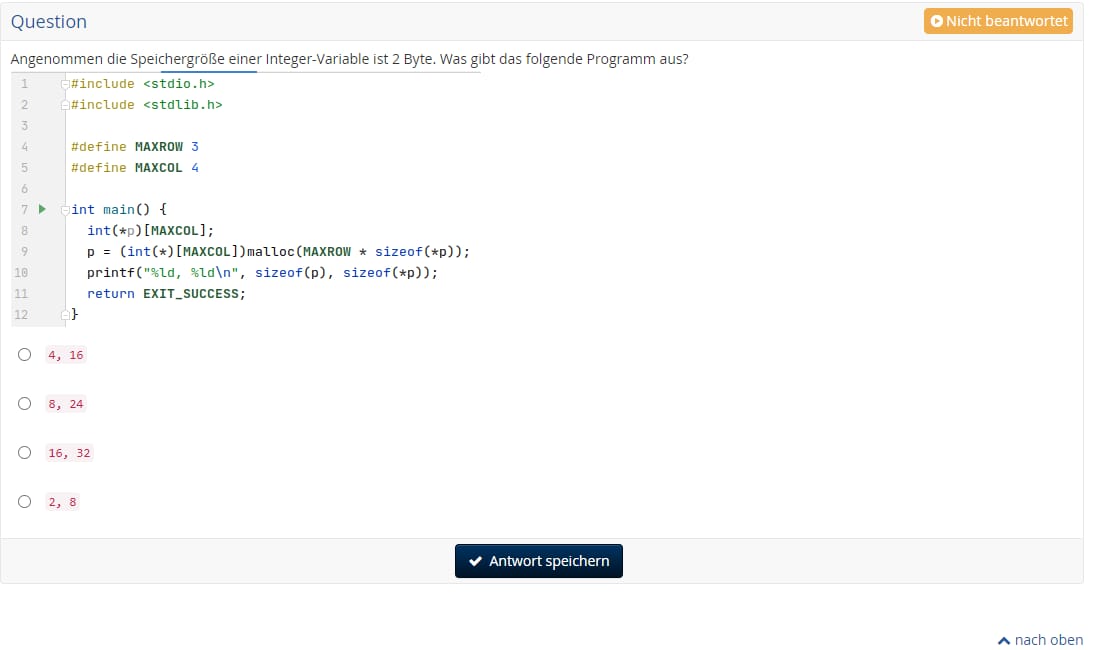 Question
Nicht beantwortet
Angenommen die Speichergröße einer Integer-Variable ist 2 Byte. Was gibt das folgende Programm aus?
1 #include <stdio.h>
2 #include <stdlib.h>
3
4 #define MAXROW 3
5 #define MAXCOL 4
6
7 int main() {
8   int(*p)[MAXCOL];
9   p = (int(*)[MAXCOL])malloc(MAXROW * sizeof(*p));
10   printf("%ld, %ld\n", sizeof(p), sizeof(*p));
11   return EXIT_SUCCESS;
12 }
4, 16
8, 24
16, 32
2, 8
Antwort speichern
nach oben